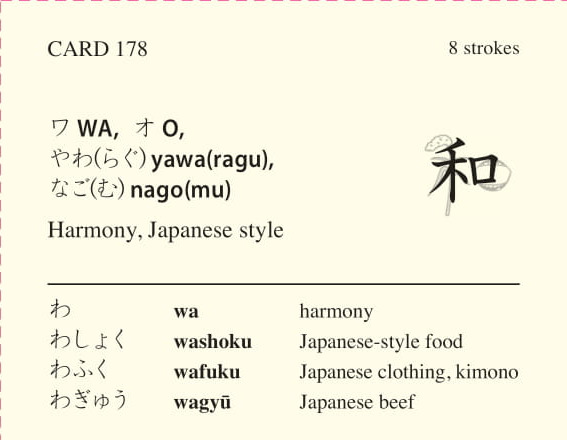 CARD 178 8 strokes
ワ WA, オ O,
やわ(らぐ) yawa(ragu),
なご(む) nago(mu)
和
Harmony, Japanese style
わ wa harmony
わしょく washoku Japanese-style food
わふく wafuku Japanese clothing, kimono
わぎゅう wagyū Japanese beef